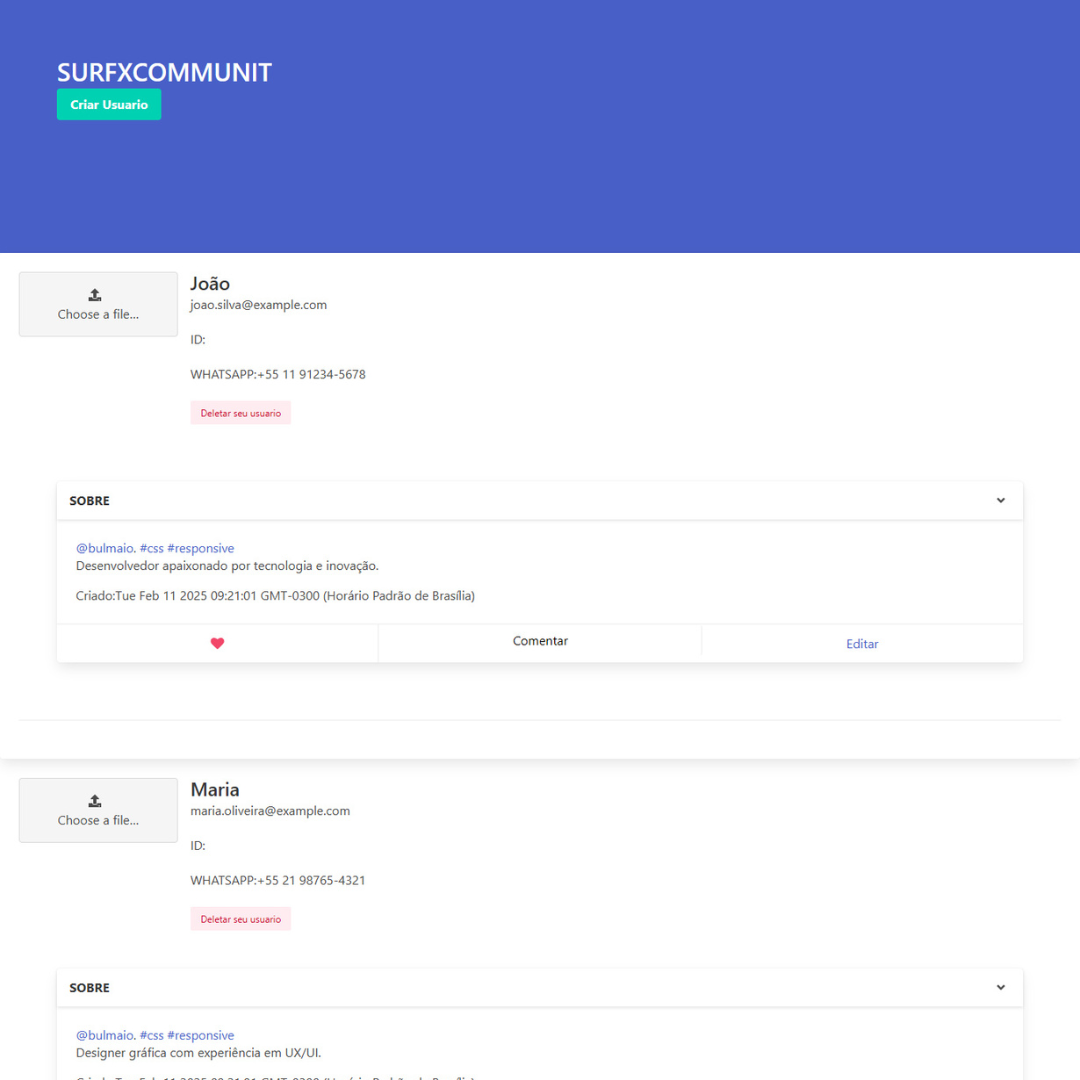 SURFXCOMMUNIT
Criar Usuario
Choose a file...
João
joao.silva@example.com
ID:
WHATSAPP:+55 11 91234-5678
Deletar seu usuario
SOBRE
@bulmaio. #css #responsive
Desenvolvedor apaixonado por tecnologia e inovação.
Criado:Tue Feb 11 2025 09:21:01 GMT-0300 (Horário Padrão de Brasília)
Comentar
Editar
Choose a file...
Maria
maria.oliveira@example.com
ID:
WHATSAPP:+55 21 98765-4321
Deletar seu usuario
SOBRE
@bulmaio. #css #responsive
Designer gráfica com experiência em UX/UI.